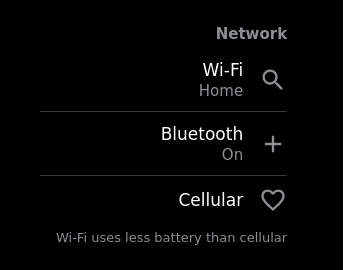 Network
Wi-Fi
Home
Bluetooth
On
Cellular
Wi-Fi uses less battery than cellular